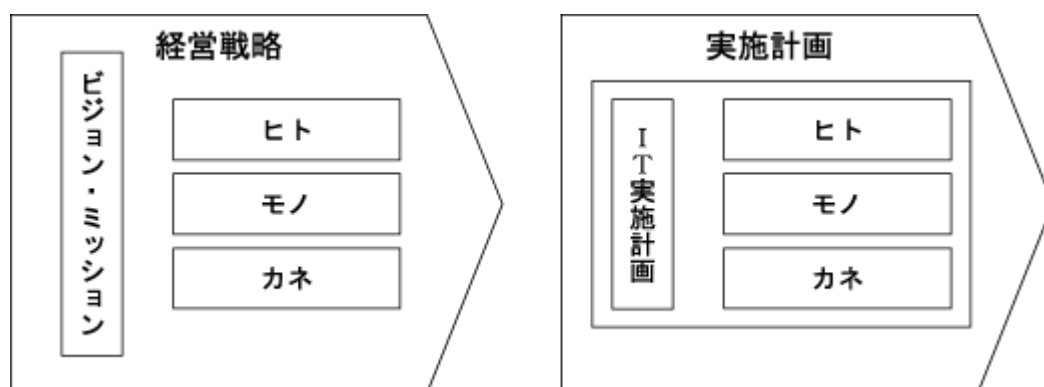 経営戦略
ビジョン・ミッション
ヒト
モノ
カネ
実施計画
IT実施計画
ヒト
モノ
カネ